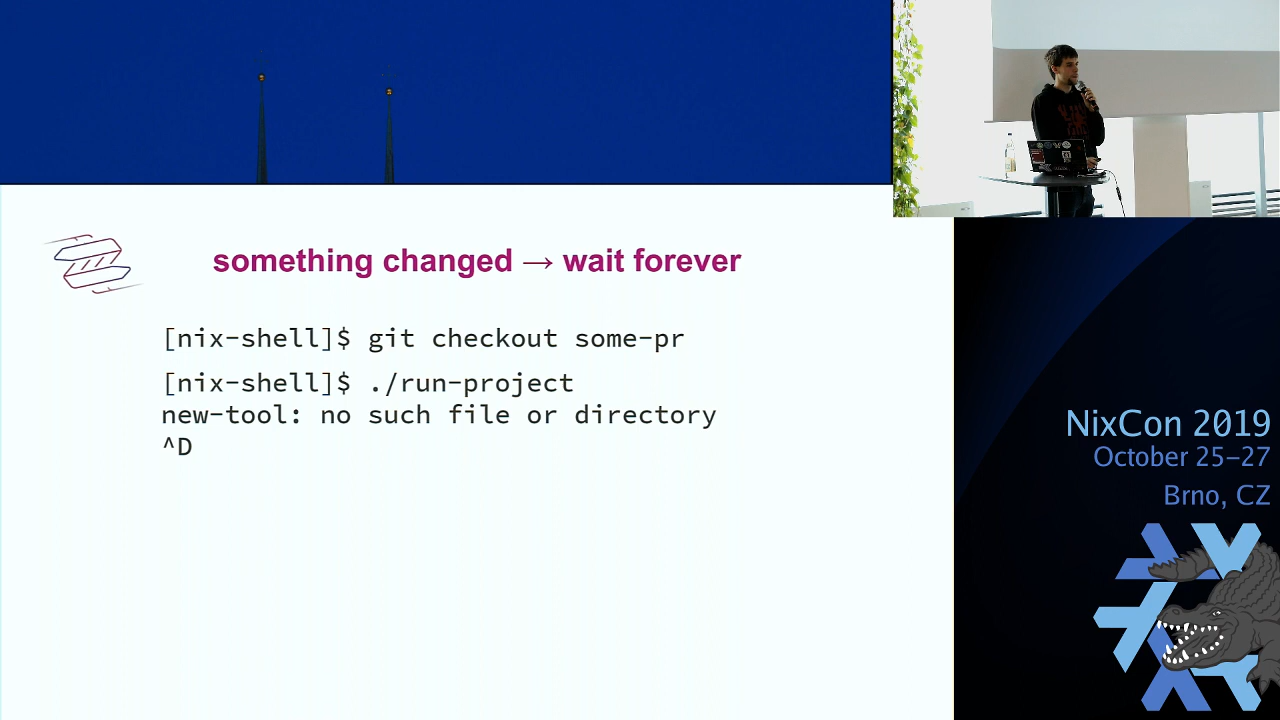 something changed → wait forever
[nix-shell]$ git checkout some-pr
[nix-shell]$ ./run-project
new-tool: no such file or directory
^D
NixCon 2019
October 25–27
Brno, CZ